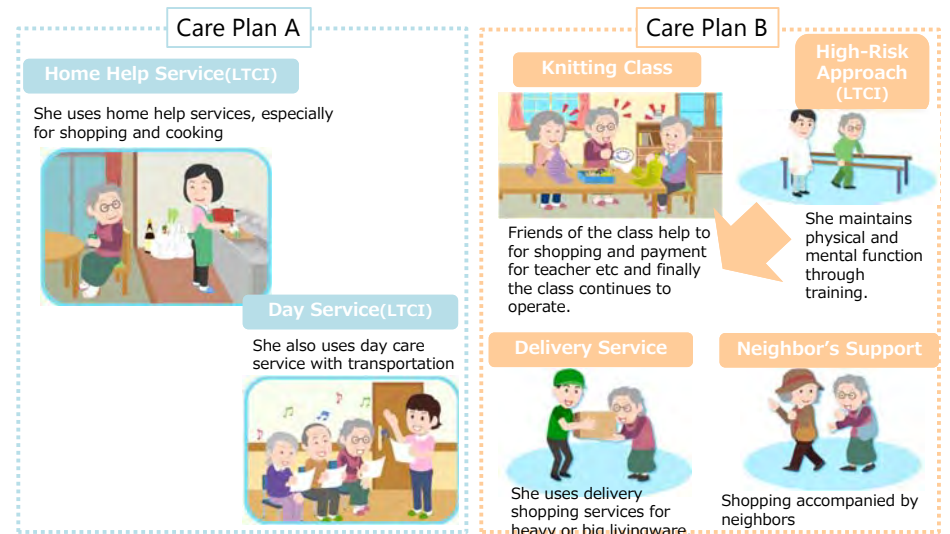 Care Plan A
Home Help Service(LTCI)
She uses home help services, especially
for shopping and cooking
Day Service(LTCI)
She also uses day care
service with transportation
Care Plan B
Knitting Class
Friends of the class help to
for shopping and payment
for teacher etc and finally
the class continues to
operate.
High-Risk
Approach
(LTCI)
She maintains
physical and
mental function
through
training.
Delivery Service
She uses delivery
shopping services for
heavy or big livingware
Neighbor's Support
Shopping accompanied by
neighbors